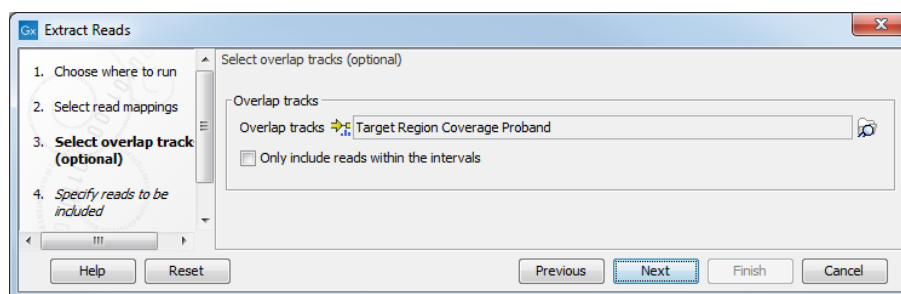 Gx Extract Reads
1. Choose where to run
2. Select read mappings
3. Select overlap track
(optional)
4. Specify reads to be
included
Select overlap tracks (optional)
Overlap tracks
Overlap tracks Target Region Coverage Proband
Only include reads within the intervals
Help Reset Previous Next Finish Cancel